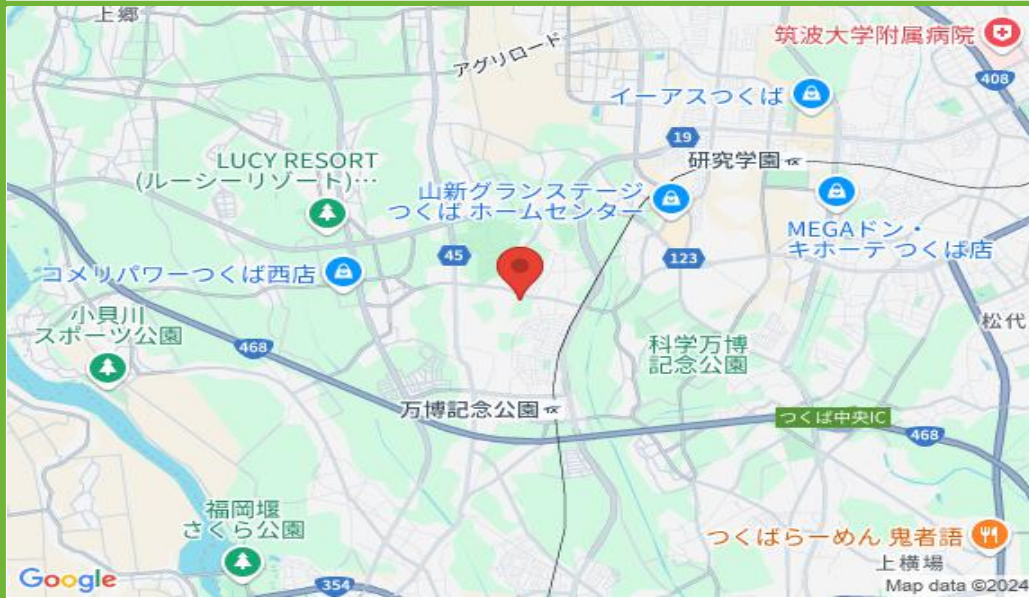 上郷
筑波大学附属病院
アグリロード
408
イーアスつくば
19
研究学園
LUCY RESORT
(ルーシーリゾート)…
山新グランステージ
つくば ホームセンター
MEGAドン・
キホーテ つくば店
45
123
コメリパワーつくば西店
小貝川
スポーツ公園
松代
468
科学万博
記念公園
万博記念公園
つくば中央IC
468
福岡堰
さくら公園
つくばらーめん 鬼者語
上横場
Google
354
Map data ©2024